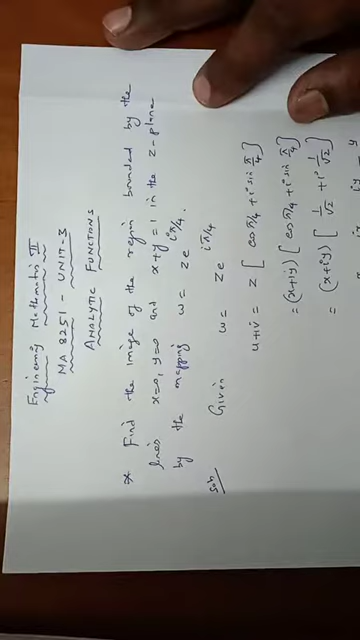 Engineering Mathematics II
MA 8251 - UNIT-3
ANALYTIC FUNCTIONS
* Find the image of the region bounded by the
lines x=0, y=0 and x+y=1 in the z-plane
by the mapping w = ze^{iπ/4}.
Soln Given w = ze^{iπ/4}
u+iv = z [cos π/4 + i sin π/4]
= (x+iy) [cos π/4 + i sin π/4]
= (x+iy) [1/√2 + i 1/√2]